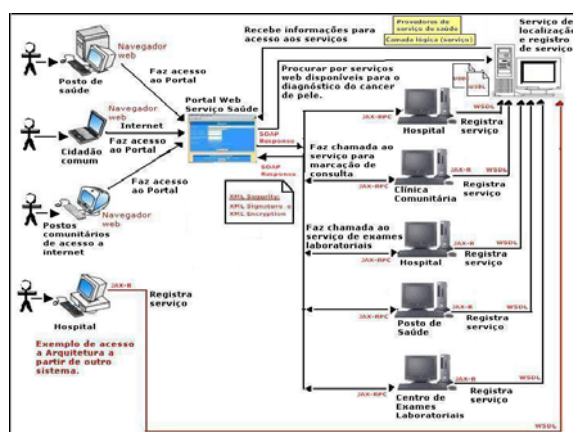 Recebe informações para
acesso aos serviços
Provedores de
serviço de saúde
Camada lógica (serviço)
Serviço de
localização
e registro
de serviço
Navegador
web
Posto de
saúde
Faz acesso
ao Portal
Procurar por serviços
web disponíveis para o
diagnóstico do cancer
de pele.
WSDL
Portal Web
Serviço Saúde
Navegador
web
Internet
Faz acesso
ao Portal
Cidadão
comum
SOAP
Response
JAX-RPC
Hospital
WSDL
Registra
serviço
Faz chamada ao
serviço para
marcação de
consulta
SOAP
Response
JAX-RPC
Clínica
Comunitária
JAX-R
WSDL
Registra
serviço
Faz acesso
ao Portal
XML Security:
XML Signature e
XML Encryption
Navegador
web
Postos
comunitários
de acesso a
internet
Faz chamada ao
serviço de exames
laboratoriais
JAX-RPC
Hospital
JAX-R
WSDL
Registra
serviço
JAX-R
Registra
serviço
Hospital
JAX-RPC
Posto de
Saúde
JAX-R
WSDL
Registra
serviço
Exemplo de acesso
a Arquitetura a
partir de outro
sistema.
JAX-RPC
Centro de
Exames
Laboratoriais
WSDL
Registra
serviço
WSDL